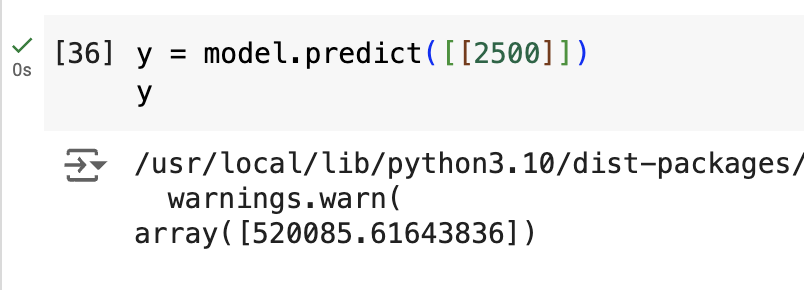 [36] y = model.predict([[2500]])
0s
y
/usr/local/lib/python3.10/dist-packages/
warnings.warn(
array([520085.61643836])